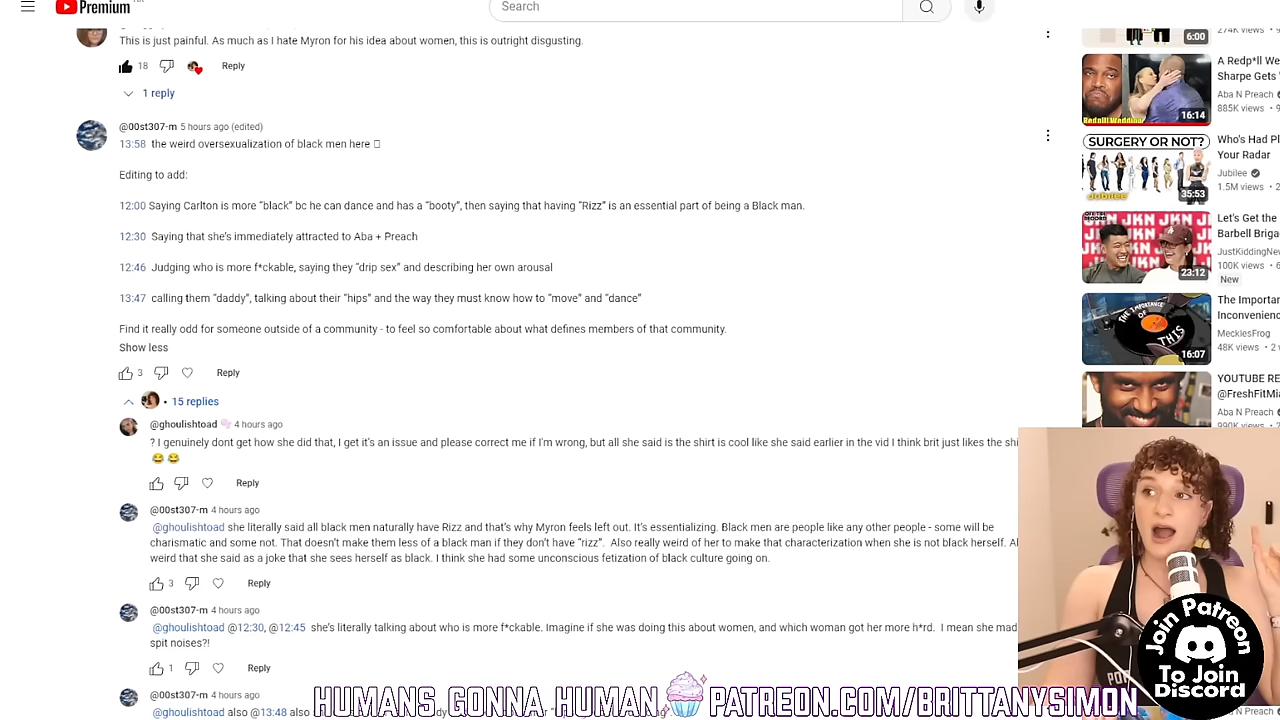 Premium
Search
This is just painful. As much as I hate Myron for his idea about women, this is outright disgusting.
18 Reply
1 reply
@00st307-m 5 hours ago (edited)
13:58 the weird oversexualization of black men here
Editing to add:
12:00 Saying Carlton is more “black” bc he can dance and has a “booty”, then saying that having “Rizz” is an essential part of being a Black man.
12:30 Saying that she’s immediately attracted to Aba + Preach
12:46 Judging who is more f*ckable, saying they “drip sex” and describing her own arousal
13:47 calling them “daddy”, talking about their “hips” and the way they must know how to “move” and “dance”
Find it really odd for someone outside of a community - to feel so comfortable about what defines members of that community.
Show less
3 Reply
• 15 replies
@ghoulishtoad 4 hours ago
? I genuinely dont get how she did that, I get it's an issue and please correct me if I'm wrong, but all she said is the shirt is cool like she said earlier in the vid I think brit just likes the shi
😂😂
Reply
@00st307-m 4 hours ago
@ghoulishtoad she literally said all black men naturally have Rizz and that’s why Myron feels left out. It’s essentializing. Black men are people like any other people - some will be
charismatic and some not. That doesn’t make them less of a black man if they don’t have “rizz”. Also really weird of her to make that characterization when she is not black herself. Al
weird that she said as a joke that she sees herself as black. I think she had some unconscious fetization of black culture going on.
3 Reply
@00st307-m 4 hours ago
@ghoulishtoad @12:30, @12:45 she’s literally talking about who is more f*ckable. Imagine if she was doing this about women, and which woman got her more h*rd. I mean she mad
spit noises?!
1 Reply
@00st307-m 4 hours ago
@ghoulishtoad also @13:48 also
274K views
6:00
A Redp*ll We
Sharpe Gets
Aba N Preach
885K views • 9
16:14
SURGERY OR NOT?
Jubilee
35:53
Who's Had Pl
Your Radar
Jubilee
1.5M views • 2
JKN JKN JKN
23:12
Let's Get the
Barbell Briga
JustKiddingNew
100K views • 6
New
THE IMPORTANCE OF THIS
16:07
The Importan
Inconvenienc
MecklesFrog
48K views • 2
YOUTUBE RE
@FreshFitMia
Aba N Preach
990K views
Join Patreon
To Join
Discord
HUMANS GONNA HUMAN PATREON.COM/BRITTANYSIMON